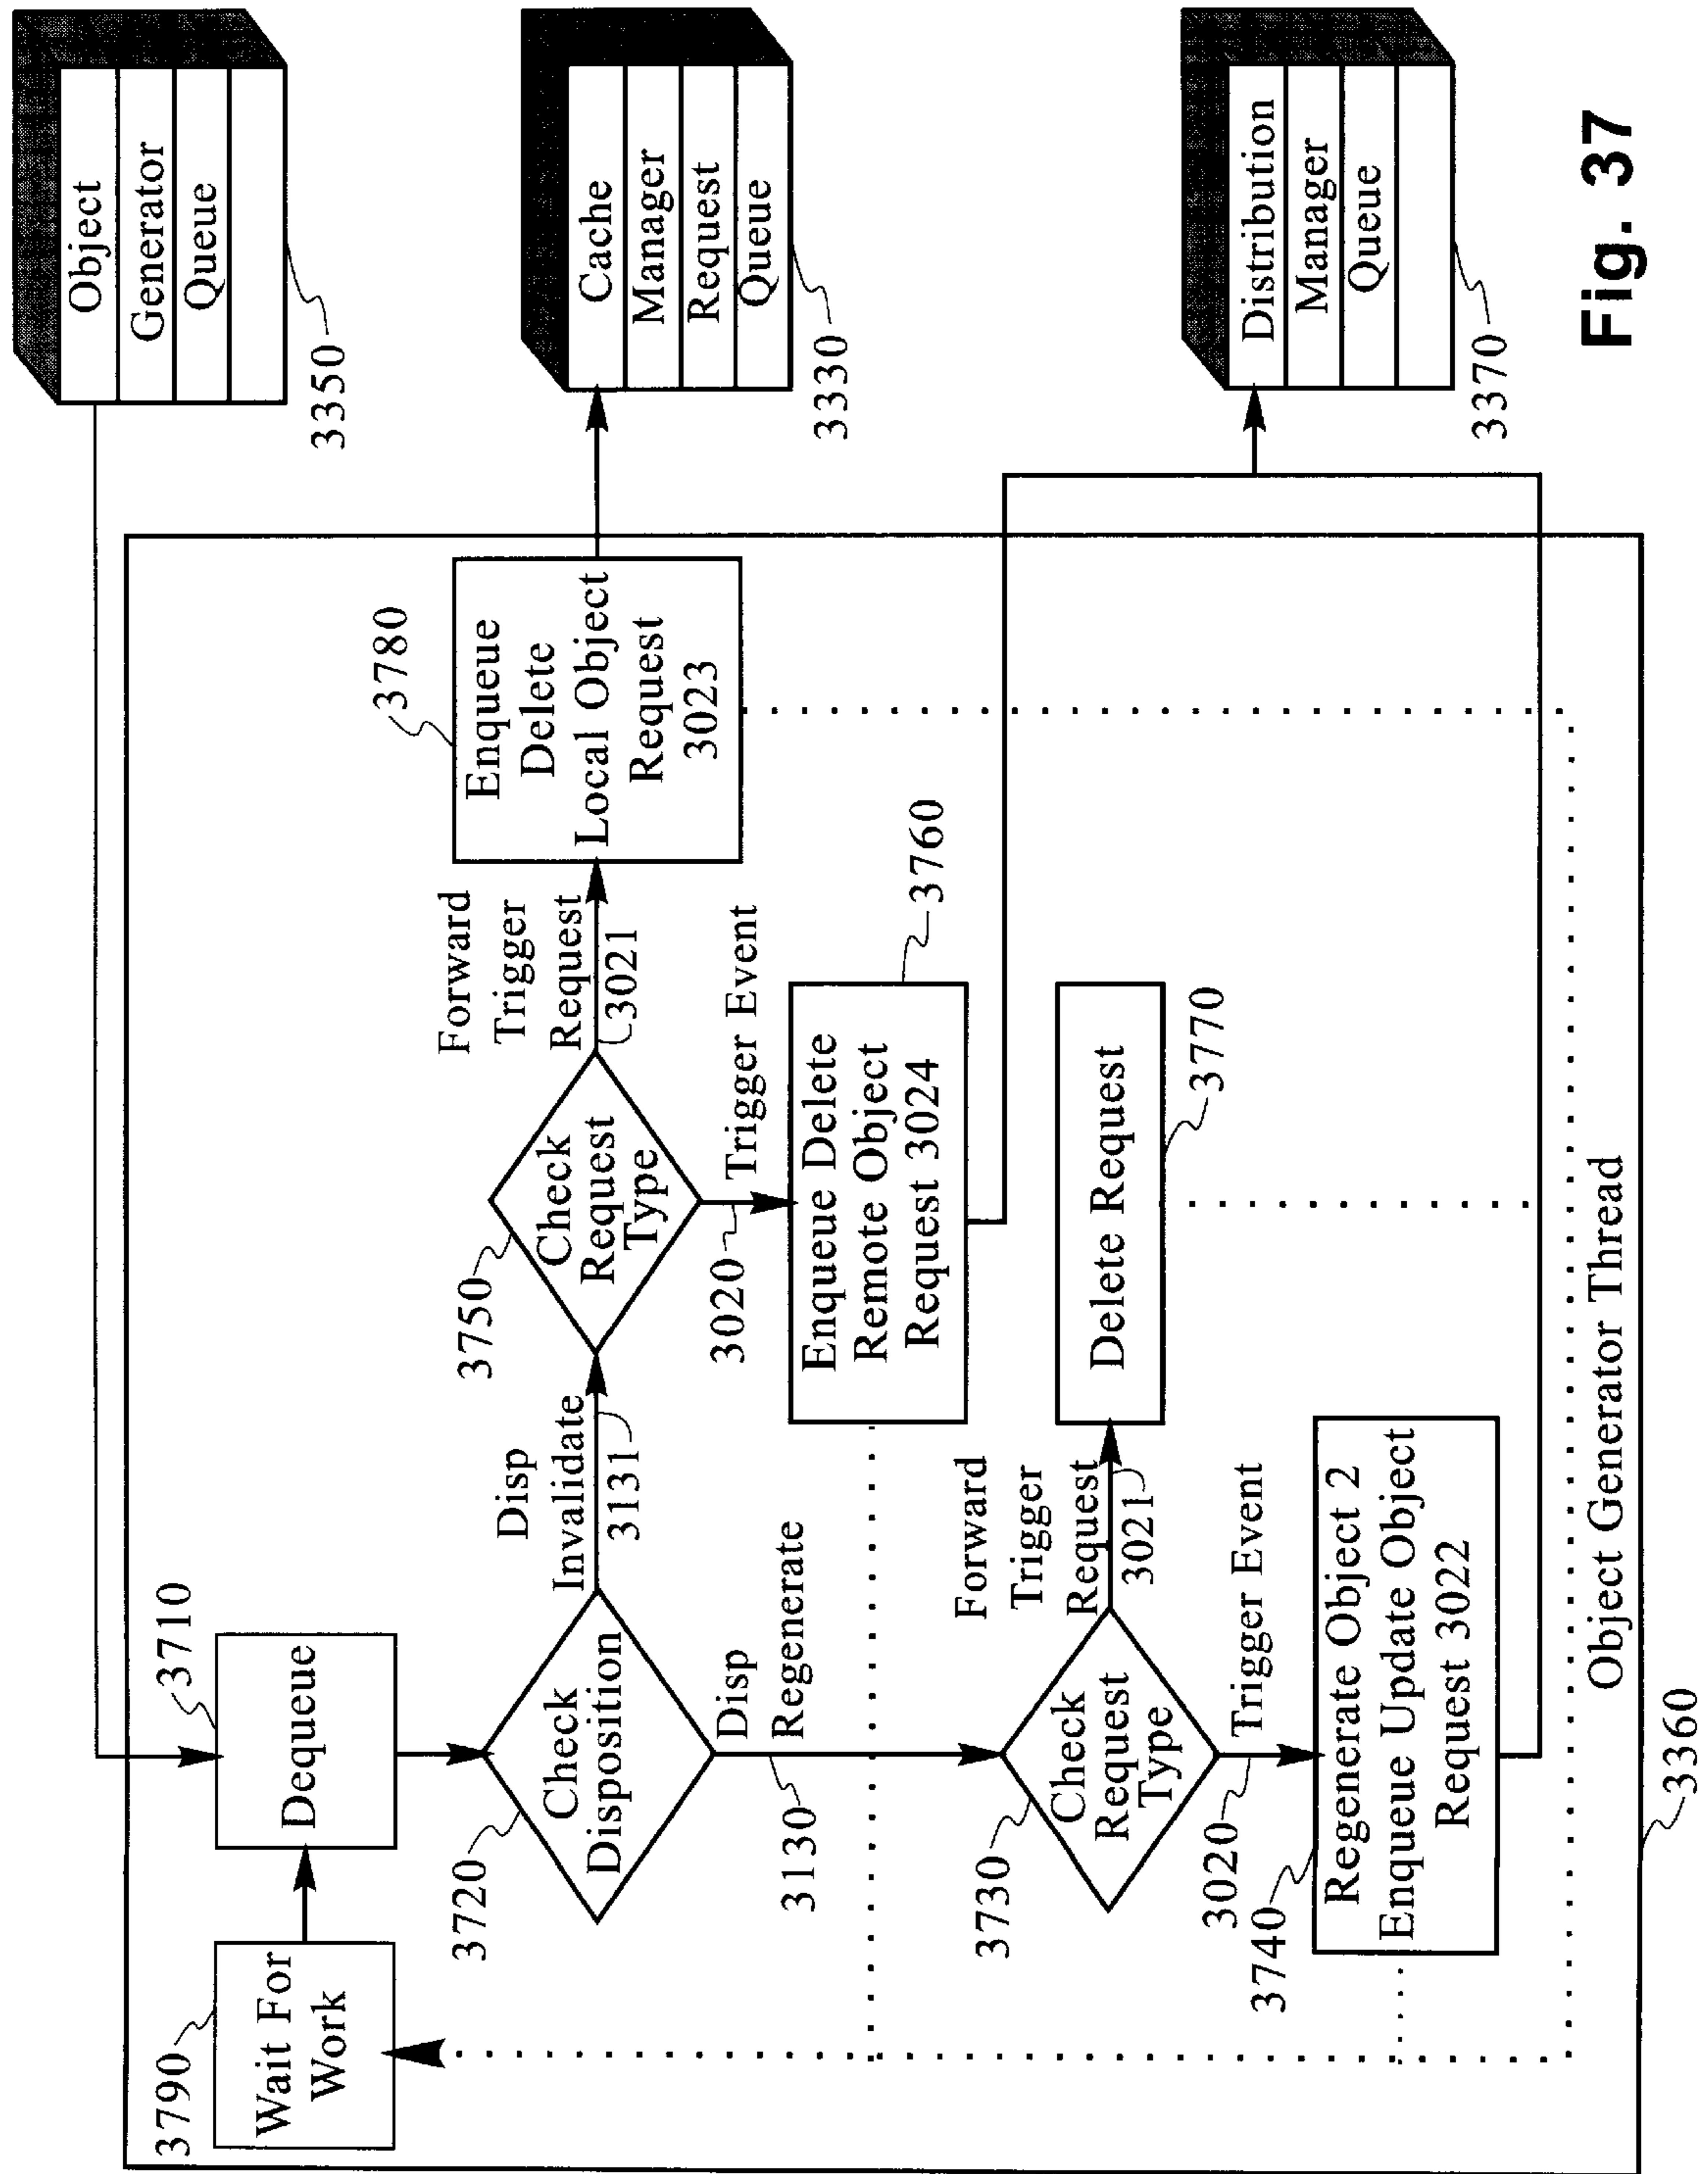 3790
Wait For
Work
3710
Dequeue
Object
Generator
Queue
3350
3720
Check
Disposition
Disp
Invalidate
3131
3750
Check
Request
Type
Forward
Trigger
Request
3021
3780
Enqueue
Delete
Local Object
Request
3023
Cache
Manager
Request
Queue
3330
3130
Disp
Regenerate
3020
Trigger Event
Enqueue Delete
Remote Object
Request 3024
3760
3730
Check
Request
Type
Forward
Trigger
Request
3021
Delete Request
3770
Distribution
Manager
Queue
3370
3020
Trigger Event
3740
Regenerate Object 2
Enqueue Update Object
Request 3022
Object Generator Thread
3360
Fig. 37